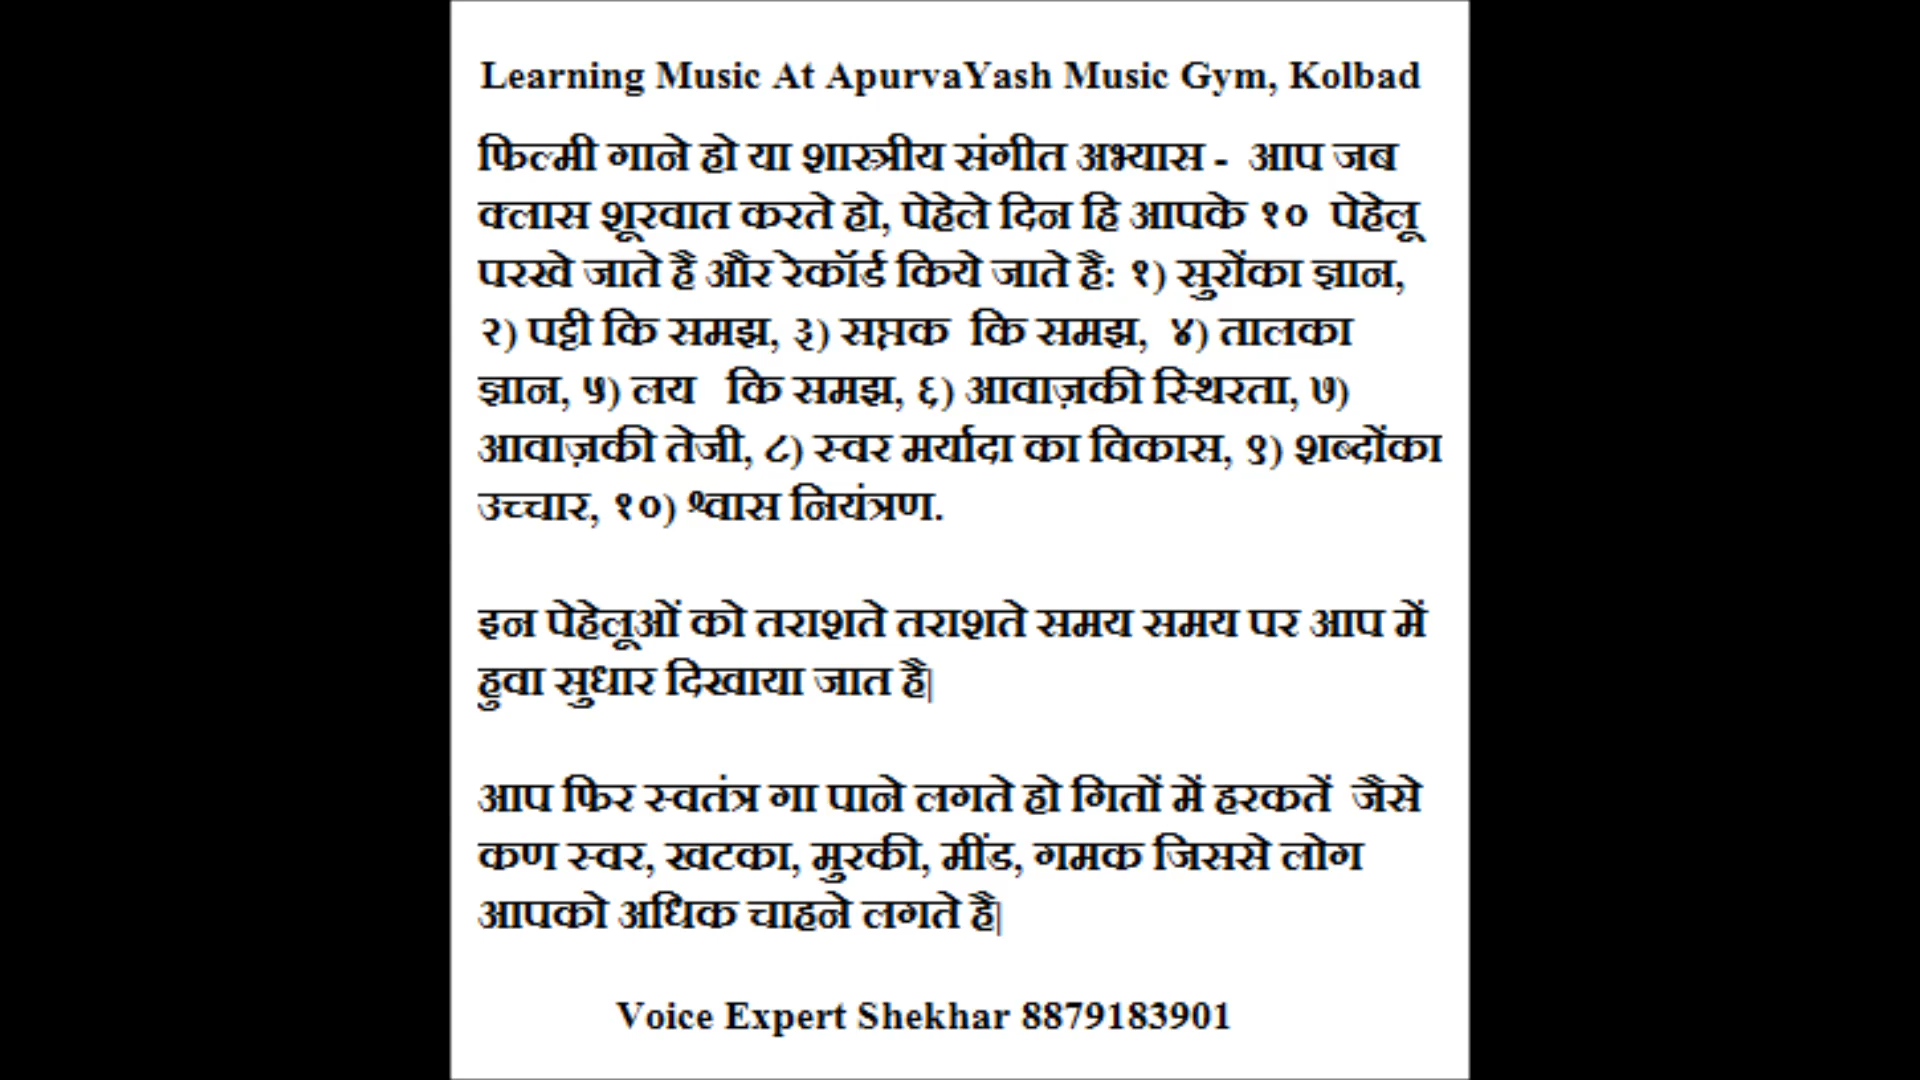 Learning Music At ApurvaYash Music Gym, Kolbad
फिल्मी गाने हो या शास्त्रीय संगीत अभ्यास - आप जब
क्लास शूरवात करते हो, पेहेले दिन हि आपके १० पेहेलू
परखे जाते है और रेकॉर्ड किये जाते है: १) सुरोंका ज्ञान,
२) पट्टी कि समझ, ३) सप्तक कि समझ, ४) तालका
ज्ञान, ५) लय कि समझ, ६) आवाज़की स्थिरता, ७)
आवाज़की तेजी, ८) स्वर मर्यादा का विकास, ९) शब्दोंका
उच्चार, १०) श्वास नियंत्रण.
इन पेहेलूओं को तराशते तराशते समय समय पर आप में
हुवा सुधार दिखाया जात है|
आप फिर स्वतंत्र गा पाने लगते हो गितों में हरकतें जैसे
कण स्वर, खटका, मुरकी, मींड, गमक जिससे लोग
आपको अधिक चाहने लगते है|
Voice Expert Shekhar 8879183901